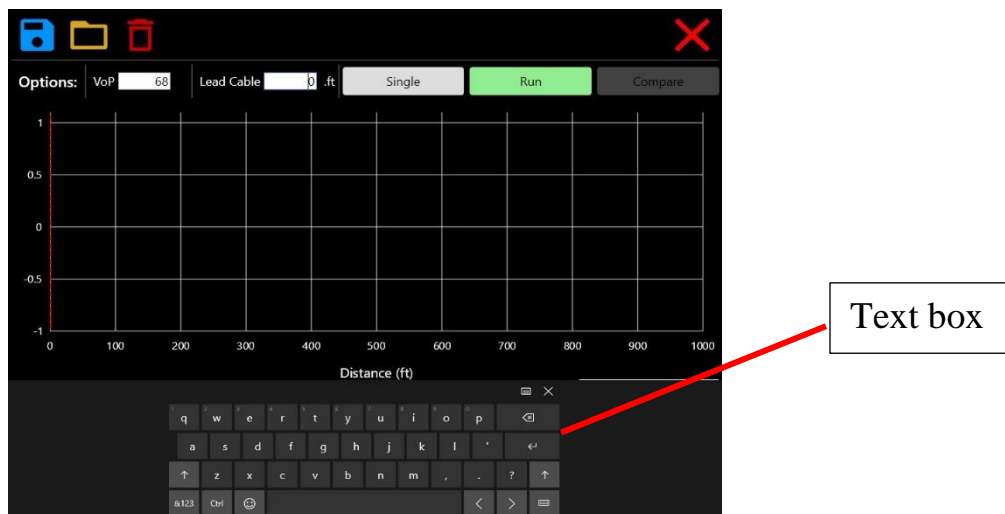 Options: VoP 68 Lead Cable 0 .ft Single Run Compare
1
0.5
0
-0.5
-1
0 100 200 300 400 500 600 700 800 900 1000
Distance (ft)
Text box
q w e r t y u i o p
a s d f g h j k l '
z x c v b n m , . ?
&123 Ctrl